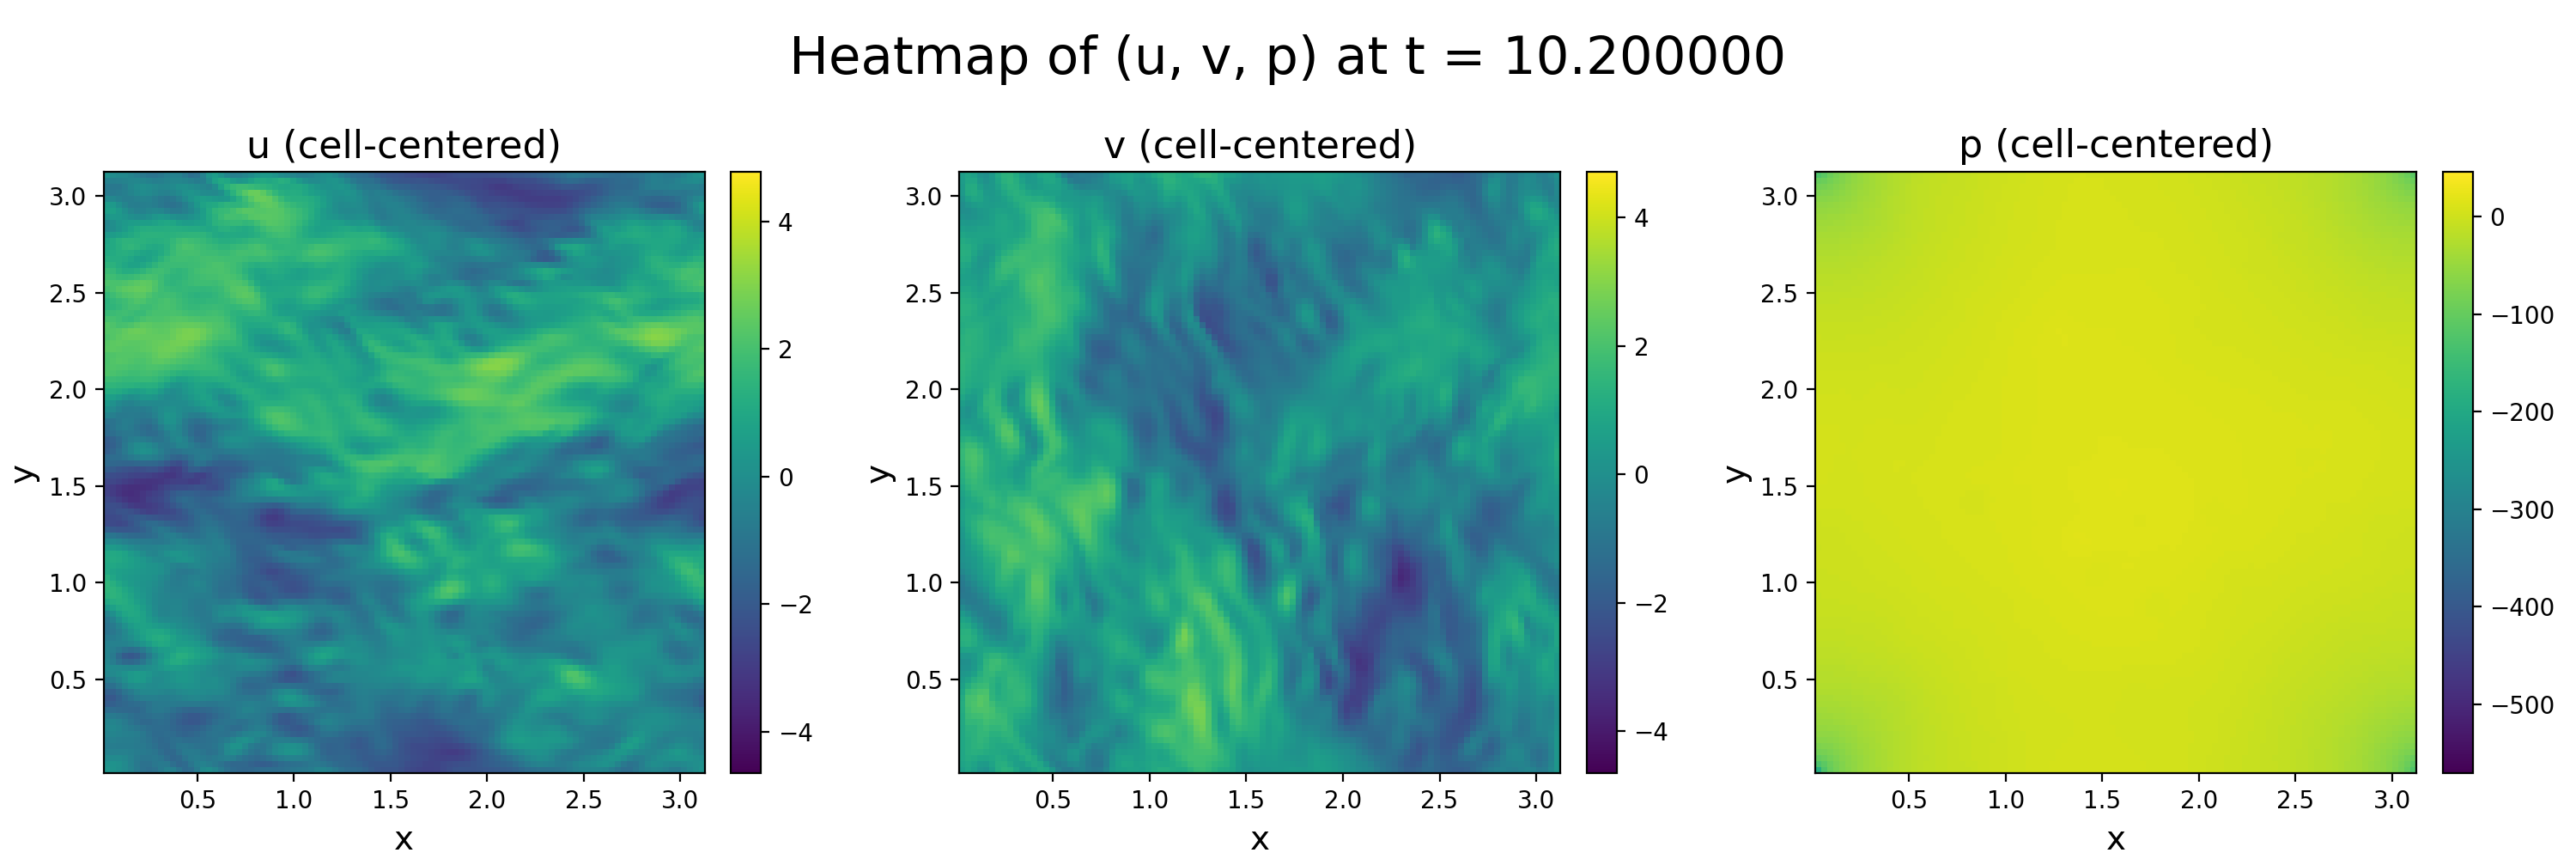 Heatmap of (u, v, p) at t = 10.200000
u (cell-centered)
3.0
2.5
2.0
1.5
1.0
0.5
y
0.5 1.0 1.5 2.0 2.5 3.0
x
4
2
0
−2
−4
v (cell-centered)
3.0
2.5
2.0
1.5
1.0
0.5
y
0.5 1.0 1.5 2.0 2.5 3.0
x
4
2
0
−2
−4
p (cell-centered)
3.0
2.5
2.0
1.5
1.0
0.5
y
0.5 1.0 1.5 2.0 2.5 3.0
x
0
−100
−200
−300
−400
−500